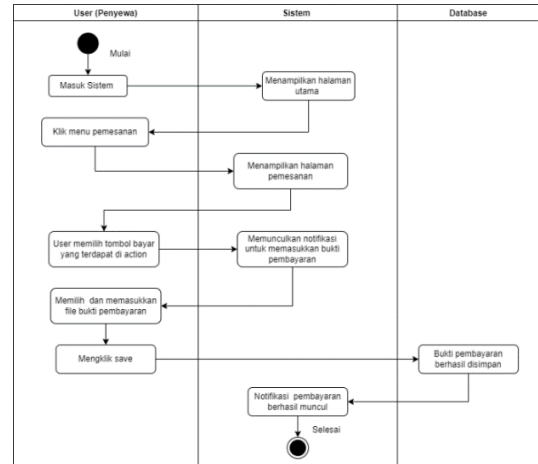 User (Penyewa)
Sistem
Database
Mulai
Masuk Sistem
Menampilkan halaman
utama
Klik menu pemesanan
Menampilkan halaman
pemesanan
User memilih tombol bayar
yang terdapat di action
Memunculkan notifikasi
untuk memasukkan bukti
pembayaran
Memilih dan memasukkan
file bukti pembayaran
Mengklik save
Bukti pembayaran
berhasil disimpan
Notifikasi pembayaran
berhasil muncul
Selesai